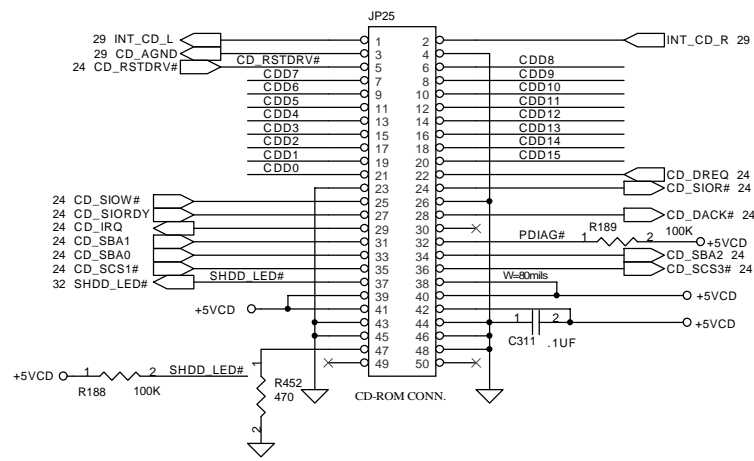 JP25
29 INT_CD_L 1 2 INT_CD_R 29
29 CD_AGND 3 4
24 CD_RSTDRV# CD_RSTDRV# 5 6 CDD8
CDD7 7 8 CDD9
CDD6 9 10 CDD10
CDD5 11 12 CDD11
CDD4 13 14 CDD12
CDD3 15 16 CDD13
CDD2 17 18 CDD14
CDD1 19 20 CDD15
CDD0 21 22 CD_DREQ 24
23 24 CD_SIOR# 24
24 CD_SIOW# 25 26
24 CD_SIORDY 27 28 CD_DACK# 24
24 CD_IRQ 29 30
24 CD_SBA1 31 32 PDIAG# 1 R189 2 100K +5VCD
24 CD_SBA0 33 34 CD_SBA2 24
24 CD_SCS1# 35 36 CD_SCS3# 24
32 SHDD_LED# SHDD_LED# 37 38 W=80mils
39 40 +5VCD
+5VCD 41 42
43 44 1 2 +5VCD
45 46 C311 .1UF
47 48
49 50
+5VCD 1 2 SHDD_LED#
R188 100K
1 R452
470
2
CD-ROM CONN.